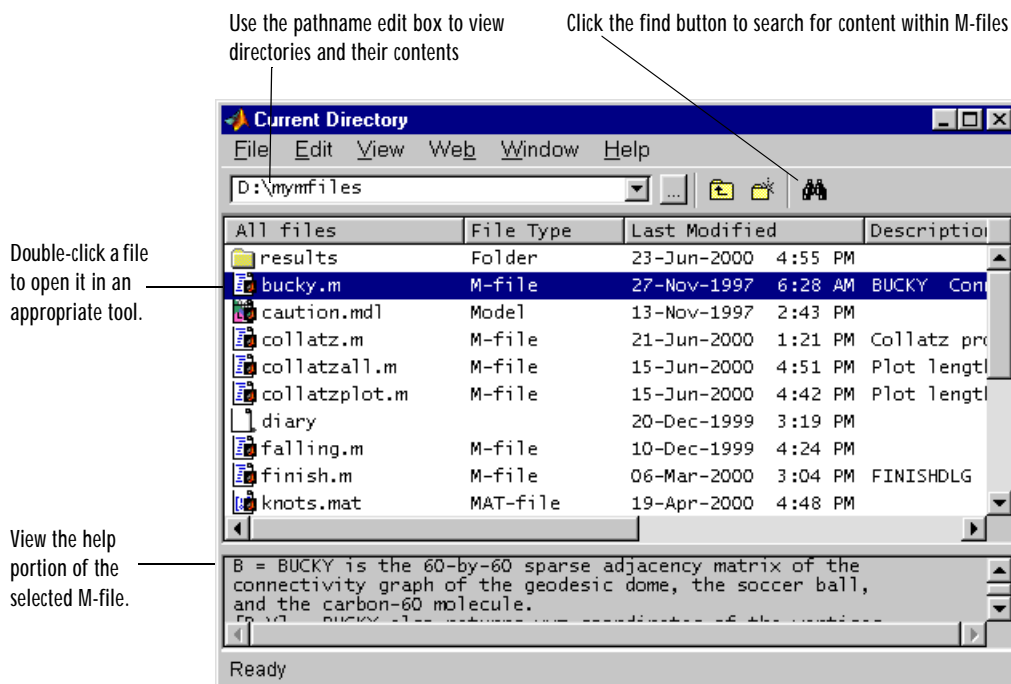 Use the pathname edit box to view
directories and their contents
Click the find button to search for content within M-files
Current Directory
File Edit View Web Window Help
D:\mymfiles ...
All files File Type Last Modified
results Folder 23-Jun-2000 4:55 PM
Double-click a file
to open it in an
appropriate tool.
bucky.m M-file 27-Nov-1997 6:28 AM BUCKY
caution.mdl Model 13-Nov-1997 2:43 PM
collatz.m M-file 21-Jun-2000 1:21 PM Collatz
collatzall.m M-file 15-Jun-2000 4:51 PM Plot
collatzplot.m M-file 15-Jun-2000 4:42 PM Plot
diary 20-Dec-1999 3:19 PM
falling.m M-file 10-Dec-1999 4:24 PM
finish.m M-file 06-Mar-2000 3:04 PM FINISHDLG
knots.mat MAT-file 19-Apr-2000 4:48 PM
View the help
portion of the
selected M-file.
B = BUCKY is the 60-by-60 sparse adjacency matrix of the
connectivity graph of the geodesic dome, the soccer ball,
and the carbon-60 molecule.
Ready